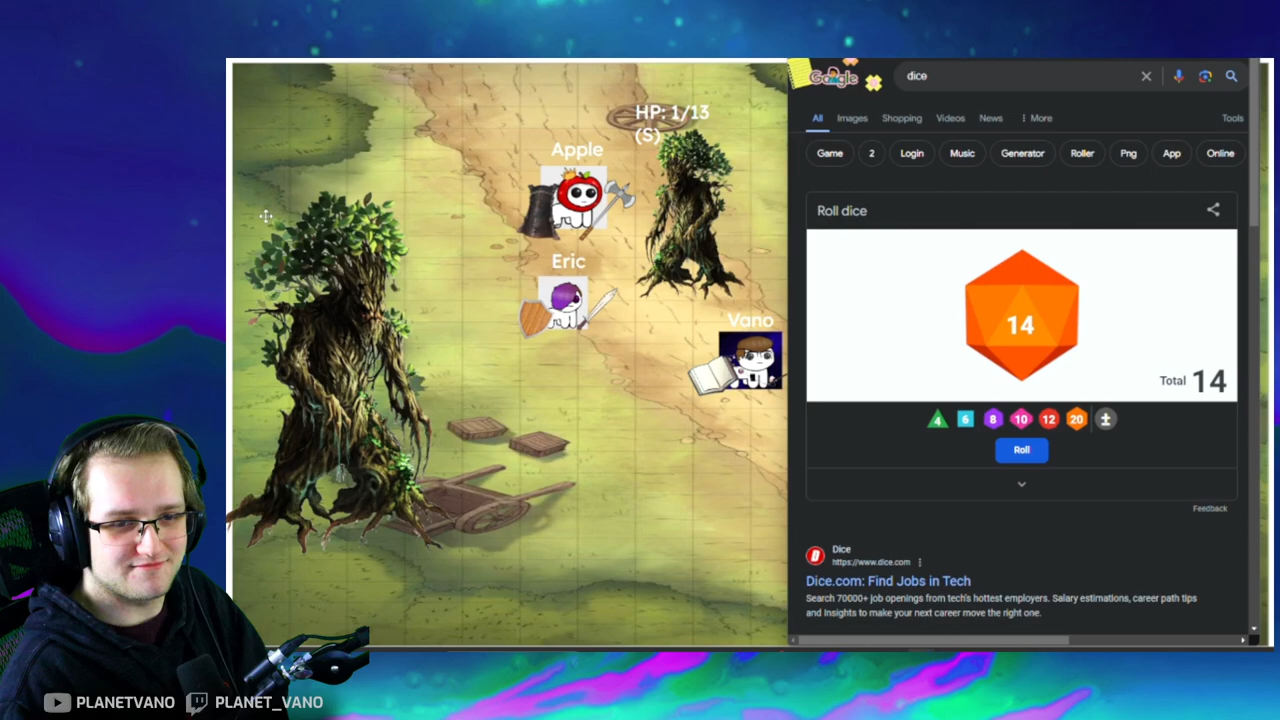 HP: 1/13
(S)
Apple
Eric
Vano
Google
dice
All Images Shopping Videos News More Tools
Game 2 Login Music Generator Roller Png App Online
Roll dice
14
Total 14
4 6 8 10 12 20 ±
Roll
Feedback
D
Dice
https://www.dice.com
Dice.com: Find Jobs in Tech
Search 70000+ job openings from tech's hottest employers. Salary estimations, career path tips
and insights to make your next career move the right one.
PLANETVANO PLANET_VANO